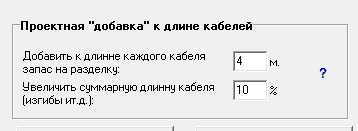 Проектная "добавка" к длине кабелей
Добавить к длинне каждого кабеля
запас на разделку: 4 м.
?
Увеличить суммарную длинну кабеля
(изгибы ит.д.): 10 %